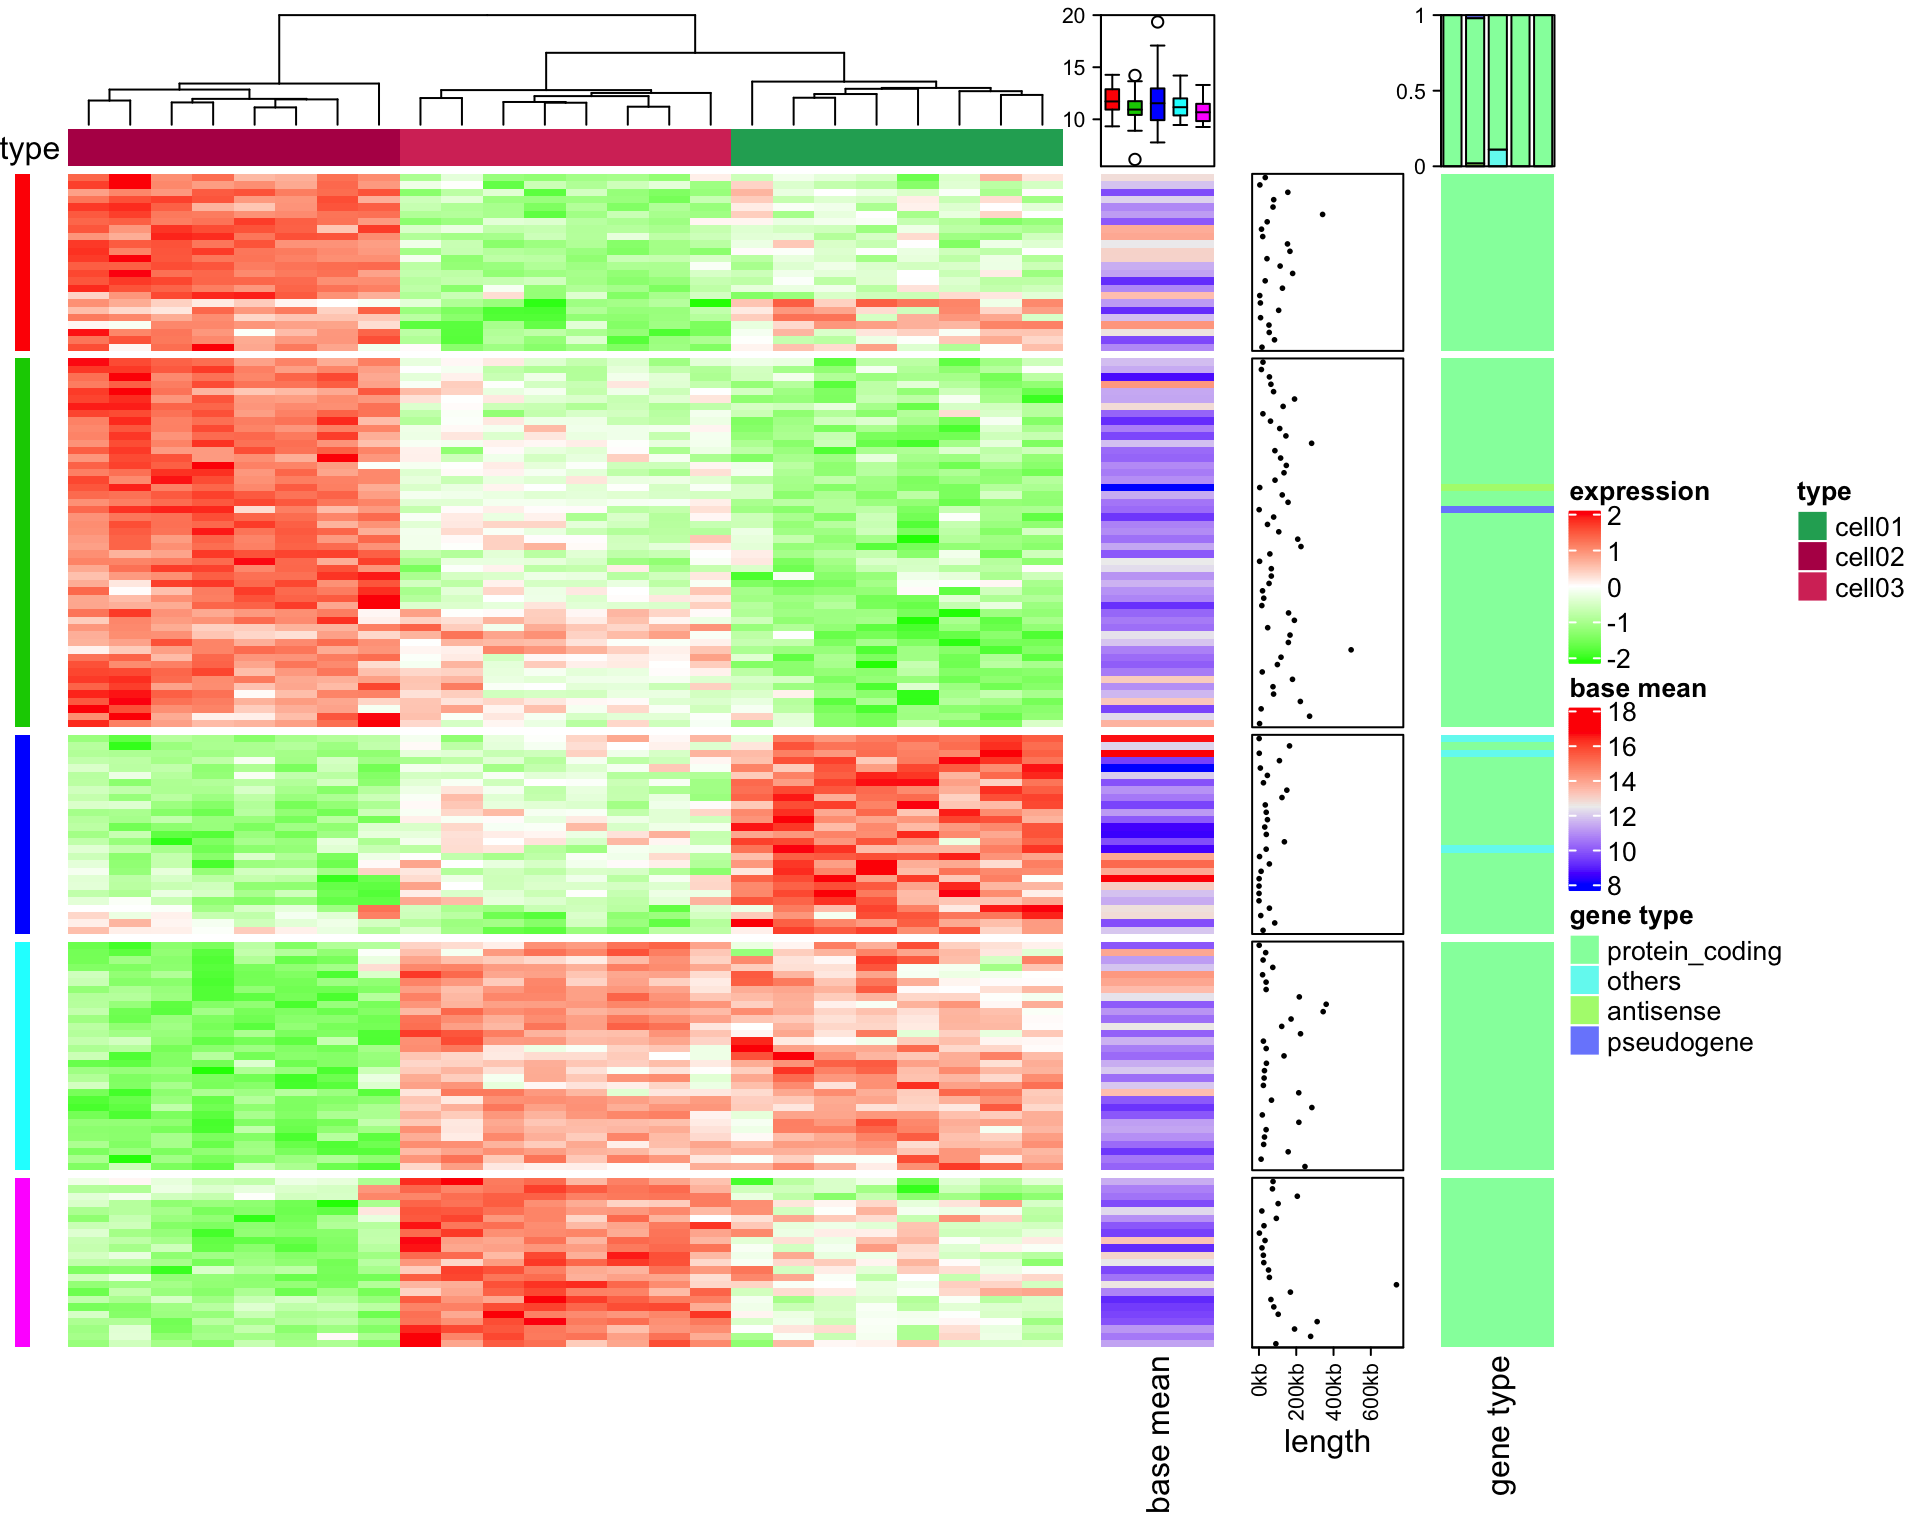 20
15
10
1
0.5
0
type
expression
2
1
0
-1
-2
type
cell01
cell02
cell03
base mean
18
16
14
12
10
8
gene type
protein_coding
others
antisense
pseudogene
base mean
0kb
200kb
400kb
600kb
length
gene type